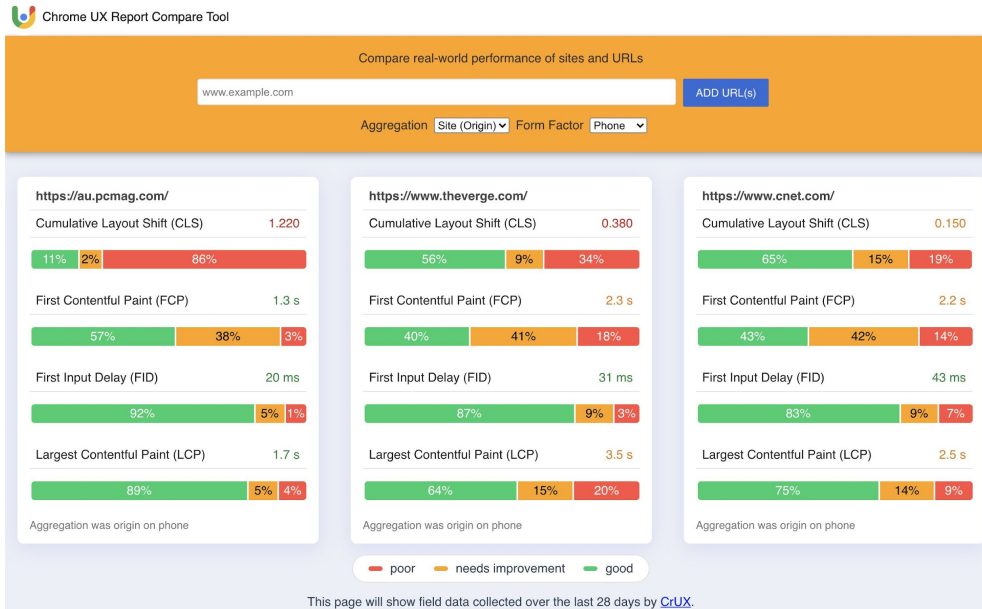 Chrome UX Report Compare Tool
Compare real-world performance of sites and URLs
www.example.com
ADD URL(s)
Aggregation Site (Origin) Form Factor Phone
https://au.pcmag.com/
Cumulative Layout Shift (CLS) 1.220
11% 2% 86%
First Contentful Paint (FCP) 1.3 s
57% 38% 3%
First Input Delay (FID) 20 ms
92% 5% 1%
Largest Contentful Paint (LCP) 1.7 s
89% 5% 4%
Aggregation was origin on phone
https://www.theverge.com/
Cumulative Layout Shift (CLS) 0.380
56% 9% 34%
First Contentful Paint (FCP) 2.3 s
40% 41% 18%
First Input Delay (FID) 31 ms
87% 9% 3%
Largest Contentful Paint (LCP) 3.5 s
64% 15% 20%
Aggregation was origin on phone
https://www.cnet.com/
Cumulative Layout Shift (CLS) 0.150
65% 15% 19%
First Contentful Paint (FCP) 2.2 s
43% 42% 14%
First Input Delay (FID) 43 ms
83% 9% 7%
Largest Contentful Paint (LCP) 2.5 s
75% 14% 9%
Aggregation was origin on phone
poor needs improvement good
This page will show field data collected over the last 28 days by CrUX.